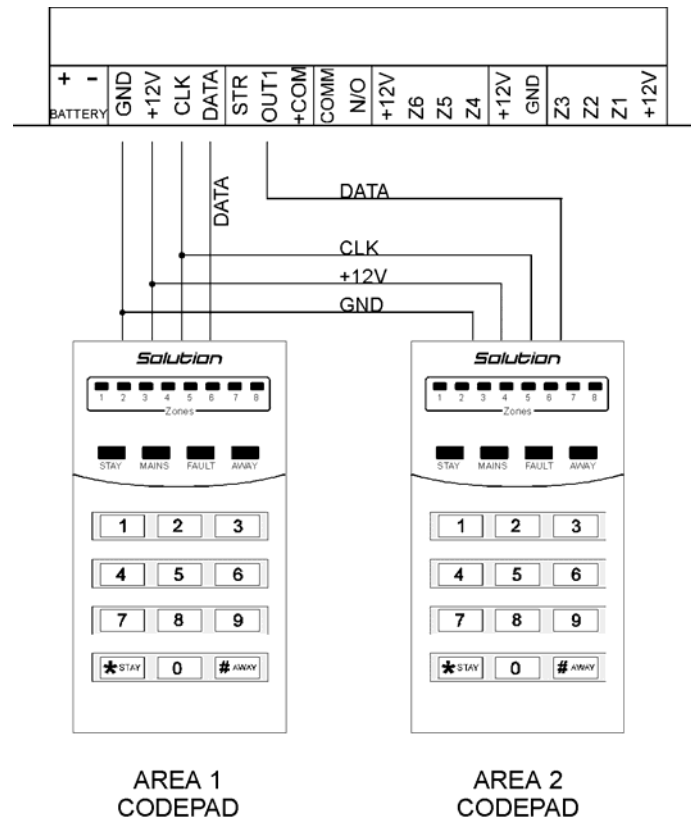 + -
BATTERY
GND
+12V
CLK
DATA
STR
OUT1
+COM
COMM
N/O
+12V
Z6
Z5
Z4
+12V
GND
Z3
Z2
Z1
+12V
DATA
DATA
CLK
+12V
GND
Solution
1 2 3 4 5 6 7 8
Zones
STAY MAINS FAULT AWAY
1 2 3
4 5 6
7 8 9
* STAY 0 # AWAY
Solution
1 2 3 4 5 6 7 8
Zones
STAY MAINS FAULT AWAY
1 2 3
4 5 6
7 8 9
* STAY 0 # AWAY
AREA 1
CODEPAD
AREA 2
CODEPAD